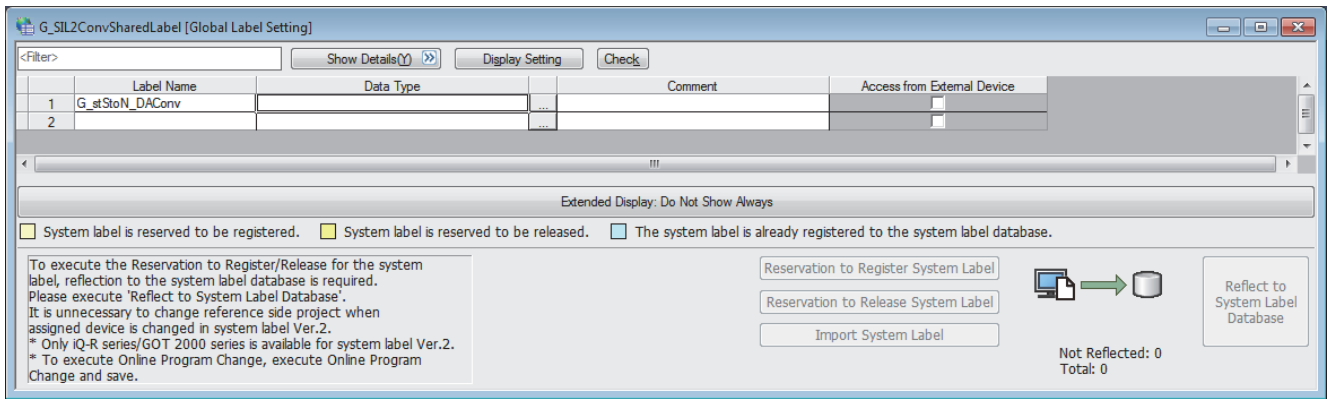 G_SIL2ConvSharedLabel [Global Label Setting]
<Filter>
Show Details(Y)
Display Setting
Check
Label Name Data Type Comment Access from External Device
1 G_stStoN_DAConv ...
2 ...
Extended Display: Do Not Show Always
System label is reserved to be registered. System label is reserved to be released. The system label is already registered to the system label database.
To execute the Reservation to Register/Release for the system
label, reflection to the system label database is required.
Please execute 'Reflect to System Label Database'.
It is unnecessary to change reference side project when
assigned device is changed in system label Ver.2.
* Only iQ-R series/GOT 2000 series is available for system label Ver.2.
* To execute Online Program Change, execute Online Program
Change and save.
Reservation to Register System Label
Reservation to Release System Label
Import System Label
Not Reflected: 0
Total: 0
Reflect to
System Label
Database